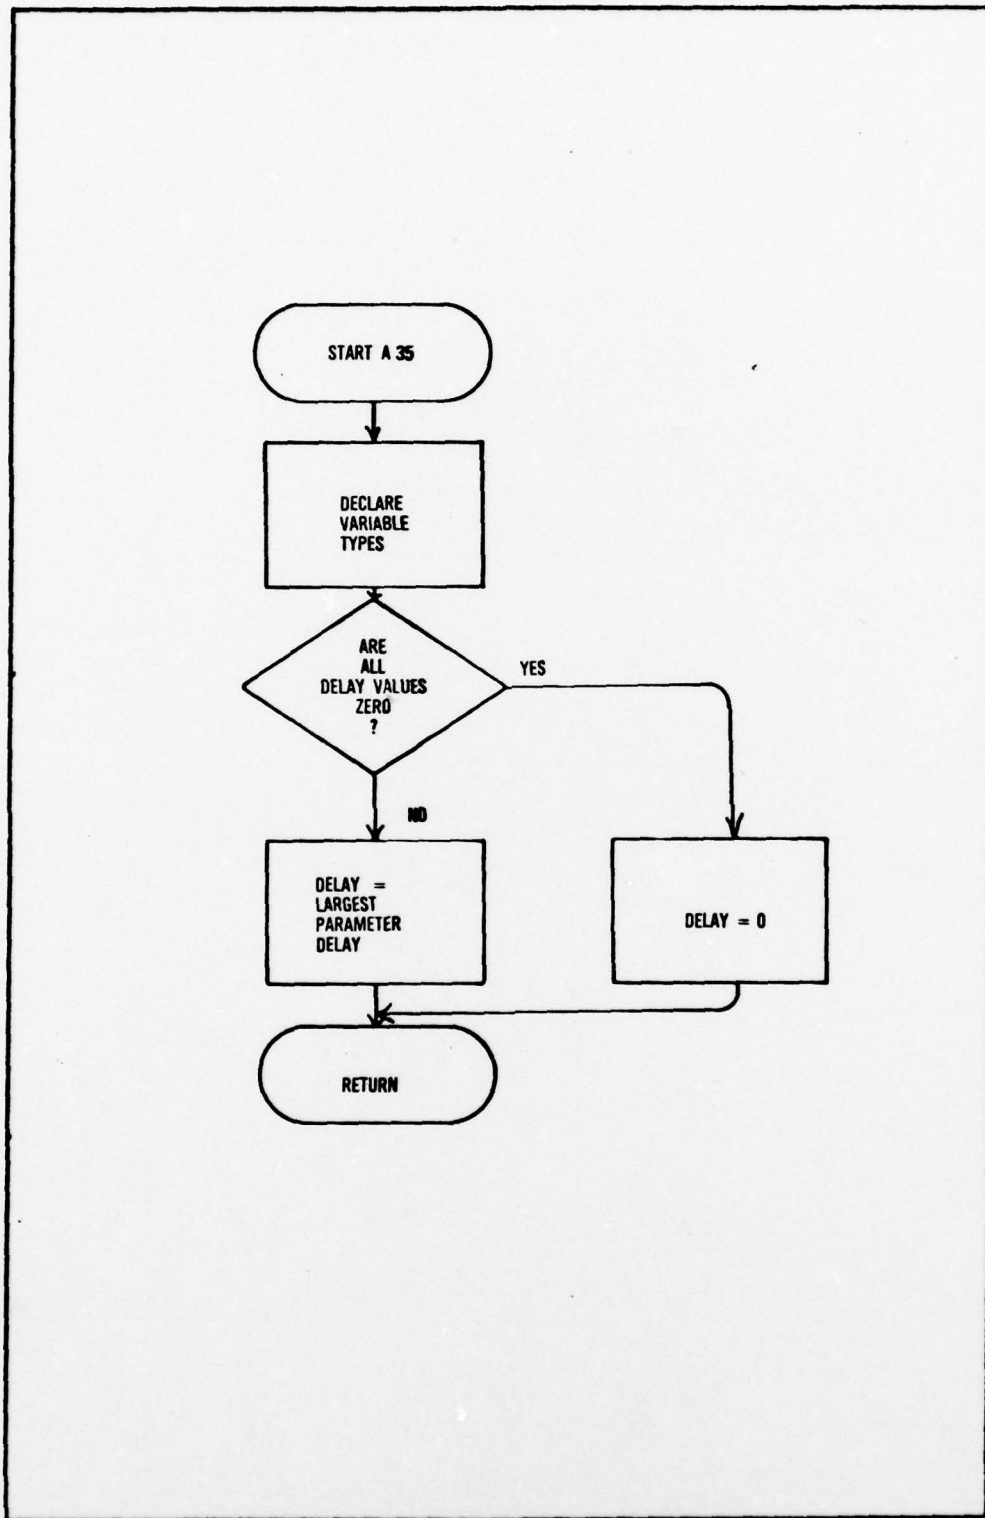 START A 35
DECLARE
VARIABLE
TYPES
ARE
ALL
DELAY VALUES
ZERO
?
YES
NO
DELAY =
LARGEST
PARAMETER
DELAY
DELAY = 0
RETURN